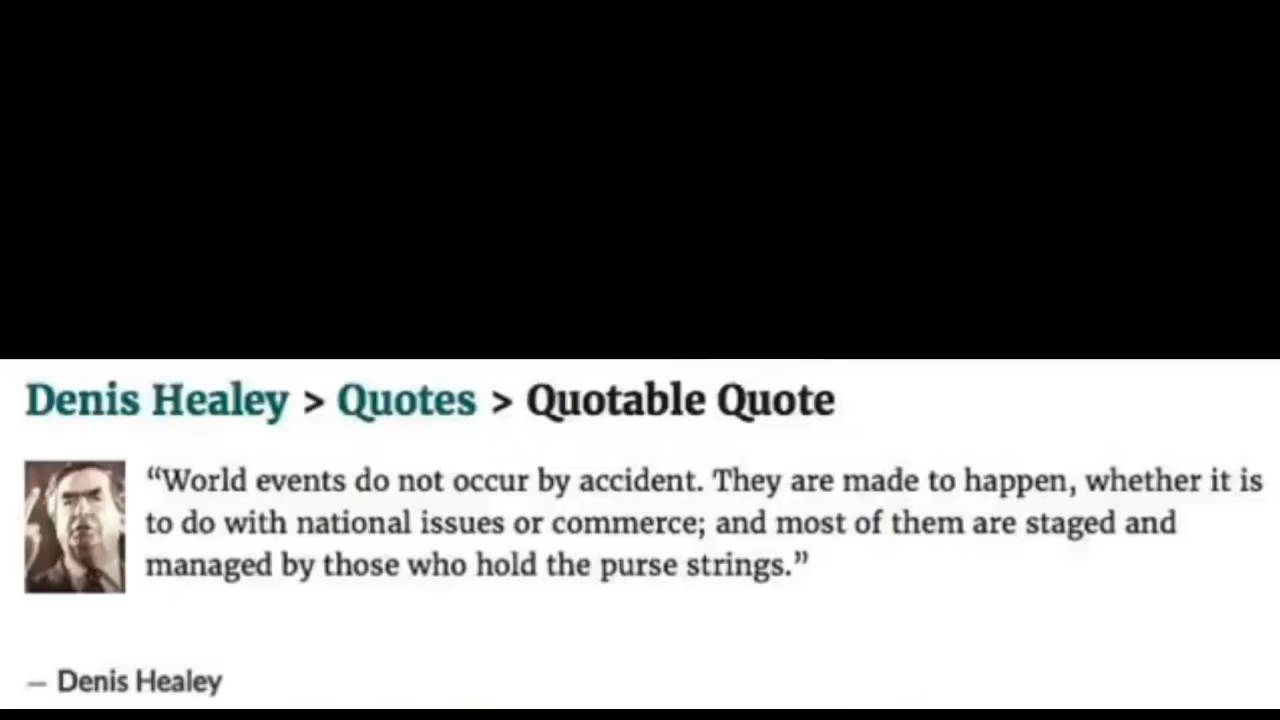 Denis Healey > Quotes > Quotable Quote
“World events do not occur by accident. They are made to happen, whether it is
to do with national issues or commerce; and most of them are staged and
managed by those who hold the purse strings.”
— Denis Healey